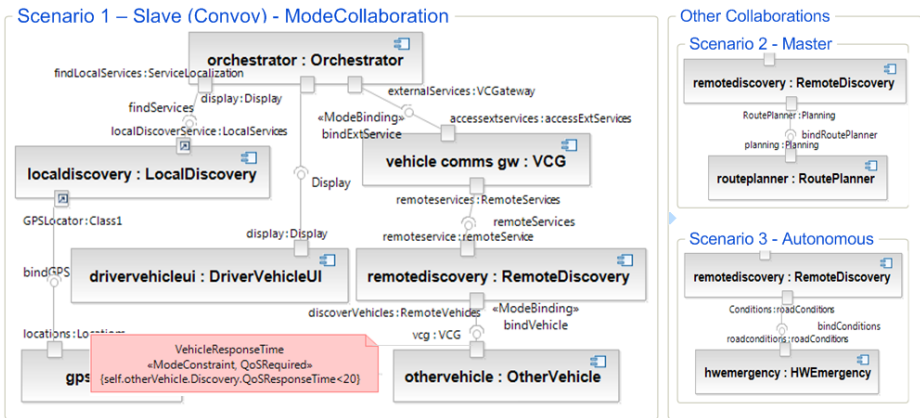 Scenario 1 – Slave (Convoy) - ModeCollaboration
orchestrator : Orchestrator
findLocalServices:ServiceLocalization
display:Display
externalServices:VCGateway
findServices
«ModeBinding»
bindExtService
accessextservices:accessExtServices
localDiscoverService:LocalServices
localdiscovery : LocalDiscovery
vehicle comms gw : VCG
Display
GPSLocator:Class1
remoteservices:RemoteServices
remoteServices
display:Display
remoteservice:remoteService
bindGPS
drivervehicleui : DriverVehicleUI
remotediscovery : RemoteDiscovery
discoverVehicles:RemoteVehicles
«ModeBinding»
bindVehicle
locations:Locations
vcg:VCG
VehicleResponseTime
«ModeConstraint, QoSRequired»
{self.otherVehicle.Discovery.QoSResponseTime<20}
gps
othervehicle : OtherVehicle
Other Collaborations
Scenario 2 - Master
remotediscovery : RemoteDiscovery
RoutePlanner:Planning
bindRoutePlanner
planning:Planning
routeplanner : RoutePlanner
Scenario 3 - Autonomous
remotediscovery : RemoteDiscovery
Conditions:roadConditions
bindConditions
roadconditions:roadConditions
hwemergency : HWEmergency